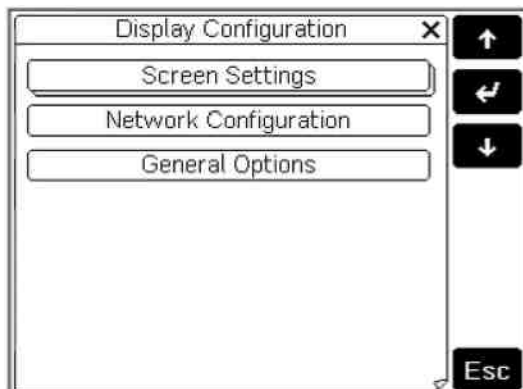 Display Configuration
Screen Settings
Network Configuration
General Options
Esc